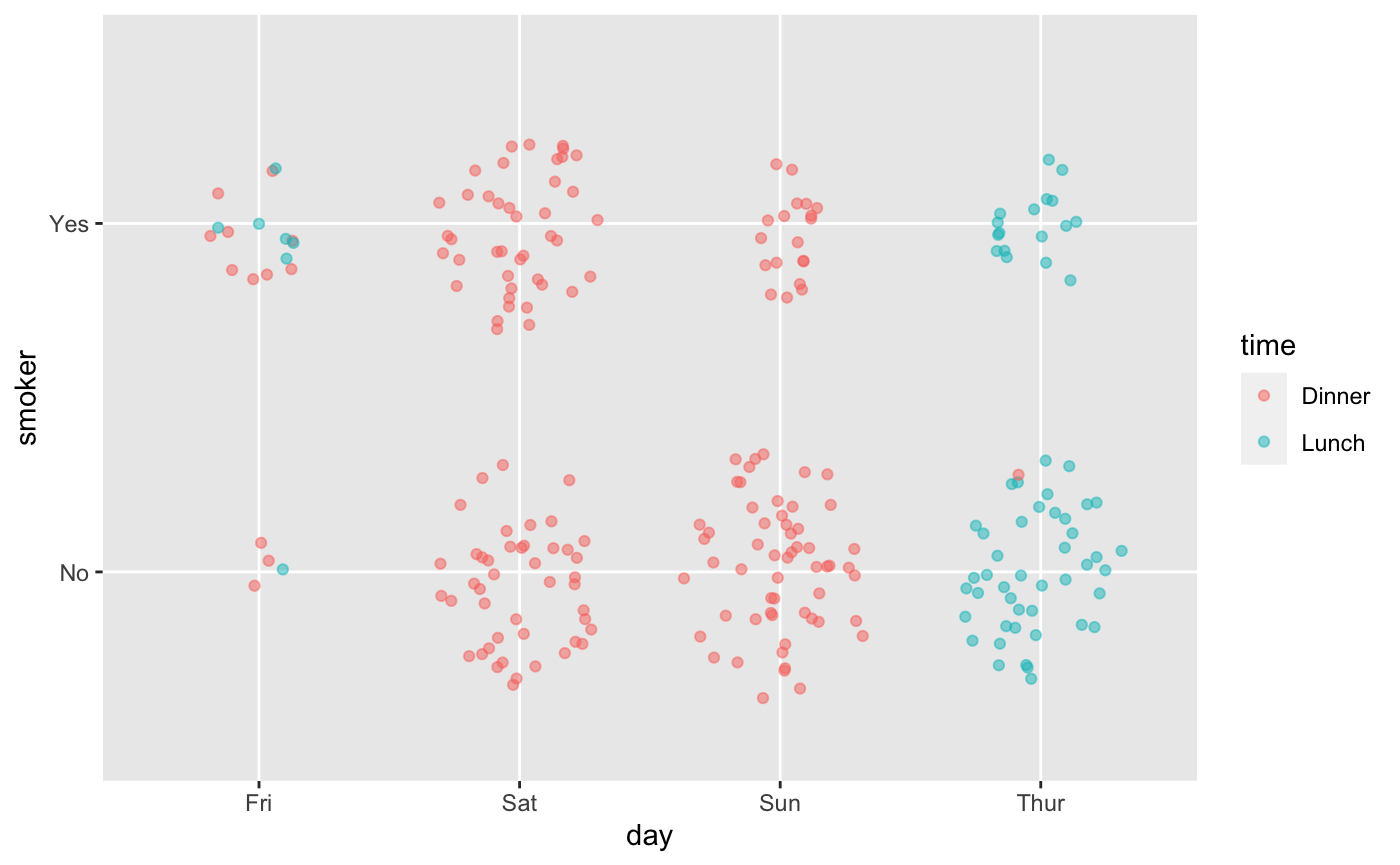 smoker
Yes
No
Fri
Sat
Sun
Thur
day
time
Dinner
Lunch